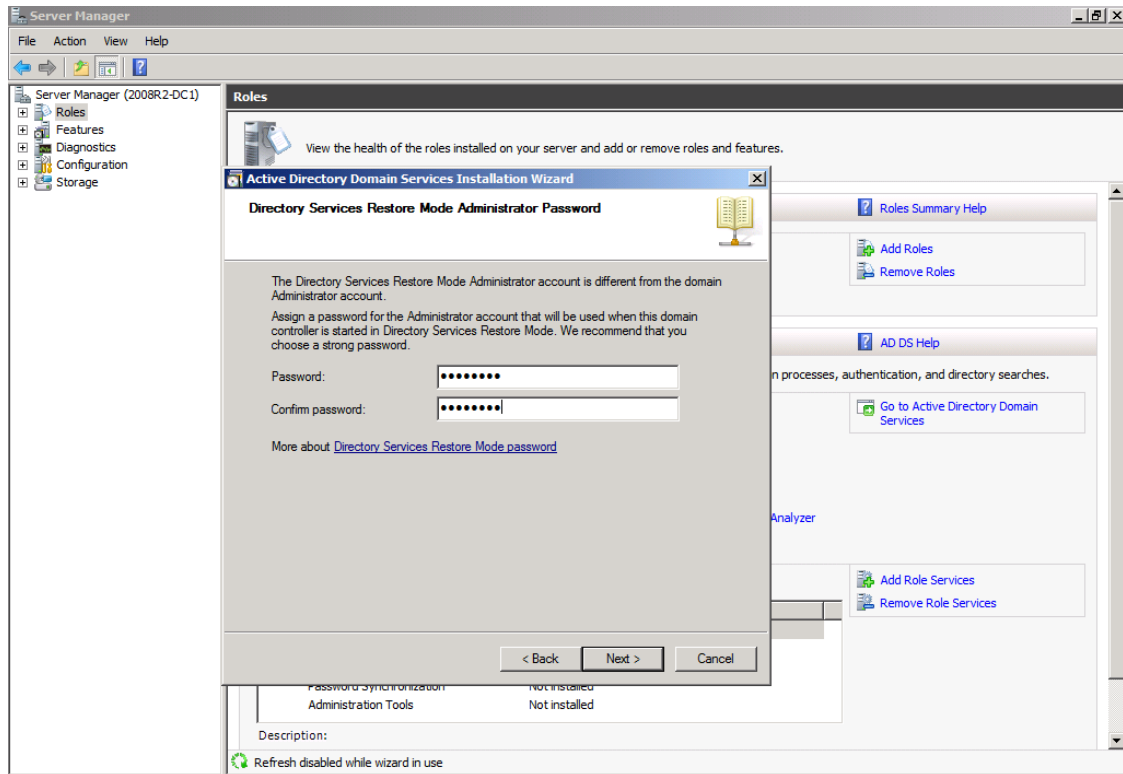 Server Manager
File Action View Help
Server Manager (2008R2-DC1)
Roles
Features
Diagnostics
Configuration
Storage
Roles
View the health of the roles installed on your server and add or remove roles and features.
Active Directory Domain Services Installation Wizard
Directory Services Restore Mode Administrator Password
The Directory Services Restore Mode Administrator account is different from the domain
Administrator account.
Assign a password for the Administrator account that will be used when this domain
controller is started in Directory Services Restore Mode. We recommend that you
choose a strong password.
Password: ••••••••
Confirm password: ••••••••
More about Directory Services Restore Mode password
< Back Next > Cancel
Roles Summary Help
Add Roles
Remove Roles
AD DS Help
n processes, authentication, and directory searches.
Go to Active Directory Domain
Services
Analyzer
Add Role Services
Remove Role Services
Password Synchronization Not installed
Administration Tools Not installed
Description:
Refresh disabled while wizard in use